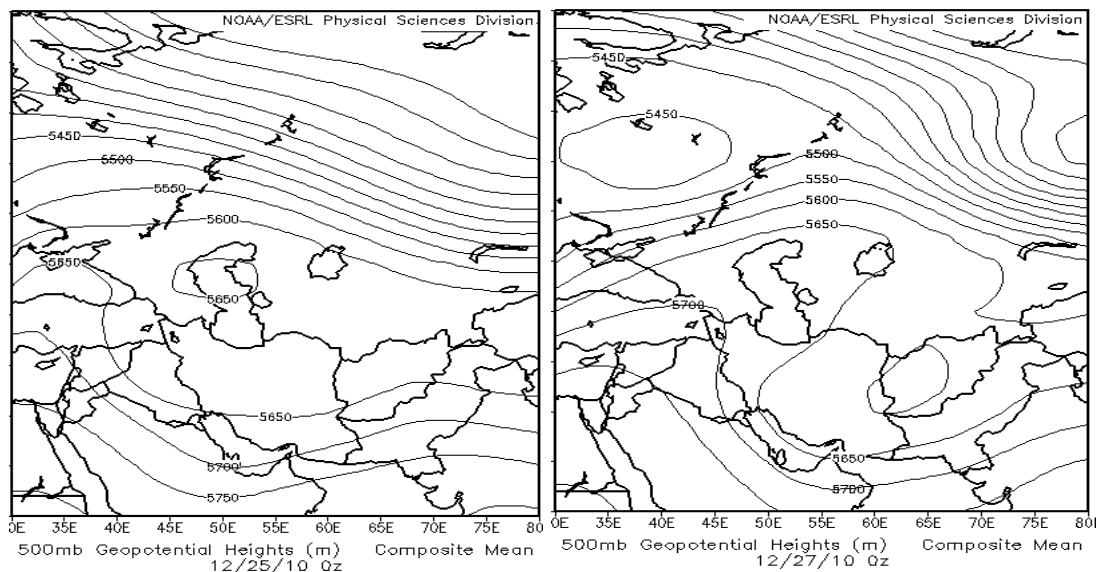 NOAA/ESRL Physical Sciences Division
5450
5500
5550
5600
5650
5650
5650
5700
5750
0E 35E 40E 45E 50E 55E 60E 65E 70E 75E 80
500mb Geopotential Heights (m) Composite Mean
12/25/10 0z
NOAA/ESRL Physical Sciences Division
5450
5450
5500
5550
5600
5650
5700
5650
5700
0E 35E 40E 45E 50E 55E 60E 65E 70E 75E 80E
500mb Geopotential Heights (m) Composite Mean
12/27/10 0z